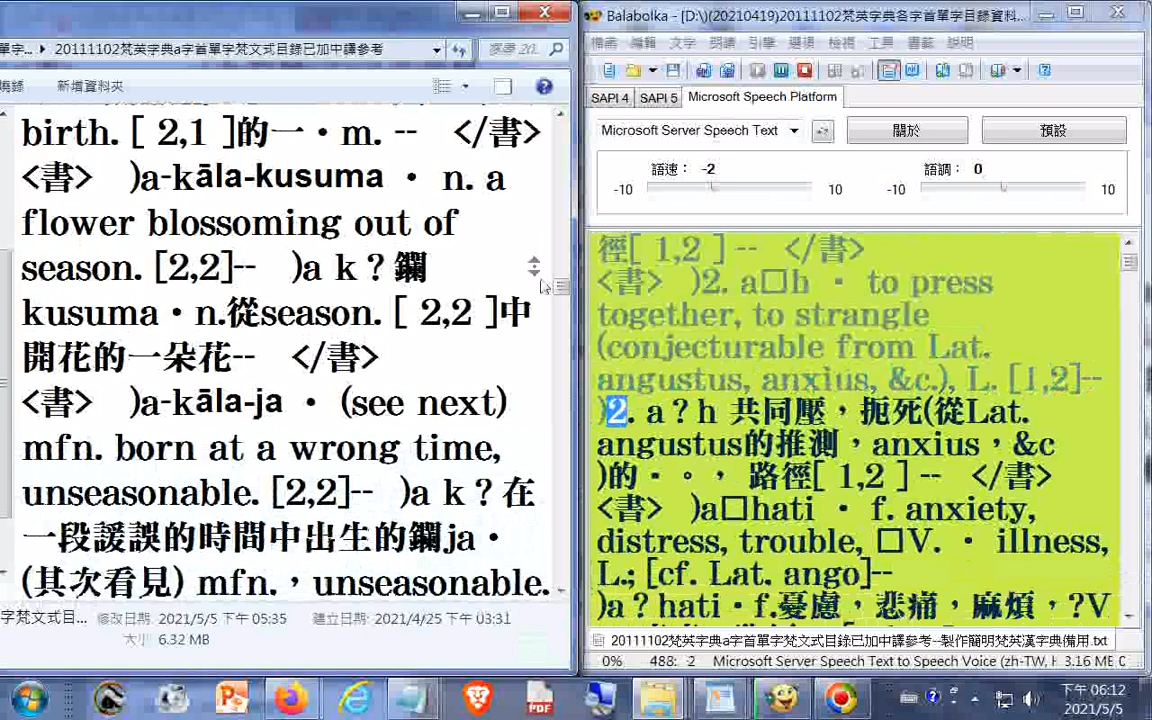 單字... ▸ 20111102梵英字典a字首單字梵文式目錄已加中譯參考
搜尋 20...
燒錄 新增資料夾
birth. [ 2,1 ]的一・m. -- </書>
<書> )a-kāla-kusuma • n. a
flower blossoming out of
season. [2,2]-- )a k？鑭
kusuma・n.從season. [ 2,2 ]中
開花的一朵花-- </書>
<書> )a-kāla-ja • (see next)
mfn. born at a wrong time,
unseasonable. [2,2]-- )a k？在
一段諼誤的時間中出生的鑭ja・
(其次看見) mfn.，unseasonable.
字梵文式目... 修改日期: 2021/5/5 下午 05:35 建立日期: 2021/4/25 下午 03:31
大小: 6.32 MB
Balabolka - [D:\)(20210419)20111102梵英字典各字首單字目錄資料...
檔案 編輯 文字 朗讀 引擎 選項 檢視 工具 書籤 說明
SAPI 4 SAPI 5 Microsoft Speech Platform
Microsoft Server Speech Text 關於 預設
語速： -2 語調： 0
-10 10 -10 10
徑[ 1,2 ] -- </書>
<書> )2. a□h • to press
together, to strangle
(conjecturable from Lat.
angustus, anxius, &c.), L. [1,2]--
)2. a？h 共同壓，扼死(從Lat.
angustus的推測，anxius，&c
)的・。，路徑[ 1,2 ] -- </書>
<書> )a□hati • f. anxiety,
distress, trouble, □V. • illness,
L.; [cf. Lat. ango]--
)a？hati・f.憂慮，悲痛，麻煩，?V
20111102梵英字典a字首單字梵文式目錄已加中譯參考--製作簡明梵英漢字典備用.txt
0% 488: 2 Microsoft Server Speech Text to Speech Voice (zh-TW, H 3.16 ME C
PDF
下午 06:12
2021/5/5